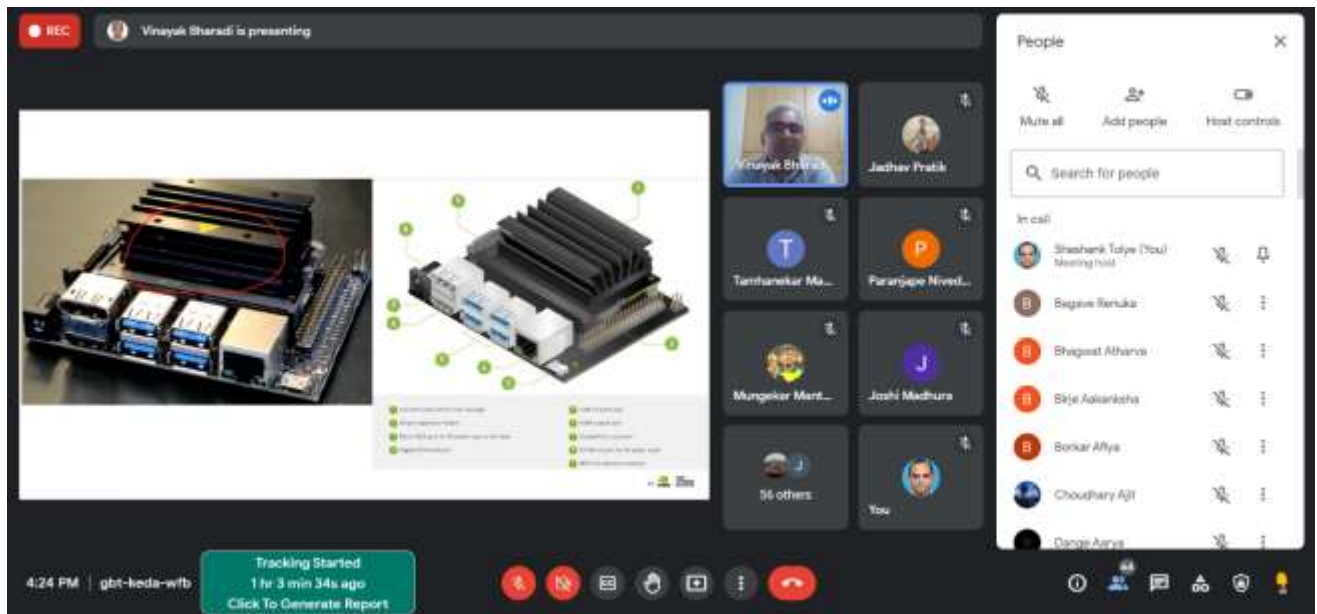 REC
Vinayak Bharadi is presenting
Vinayak Bharadi
Jadhav Pratik
T
Tamhanekar Ma...
P
Paranjape Nived...
Mungekar Mant...
J
Joshi Madhura
J
56 others
You
People
Mute all
Add people
Host controls
Search for people
In call
Shashank Tolye (You)
Meeting host
B
Bagave Renuka
B
Bhagwat Atharva
B
Birje Aakanksha
B
Borkar Afiya
Choudhary Ajit
Dange Aarya
4:24 PM | gbt-keda-wfb
Tracking Started
1 hr 3 min 34s ago
Click To Generate Report